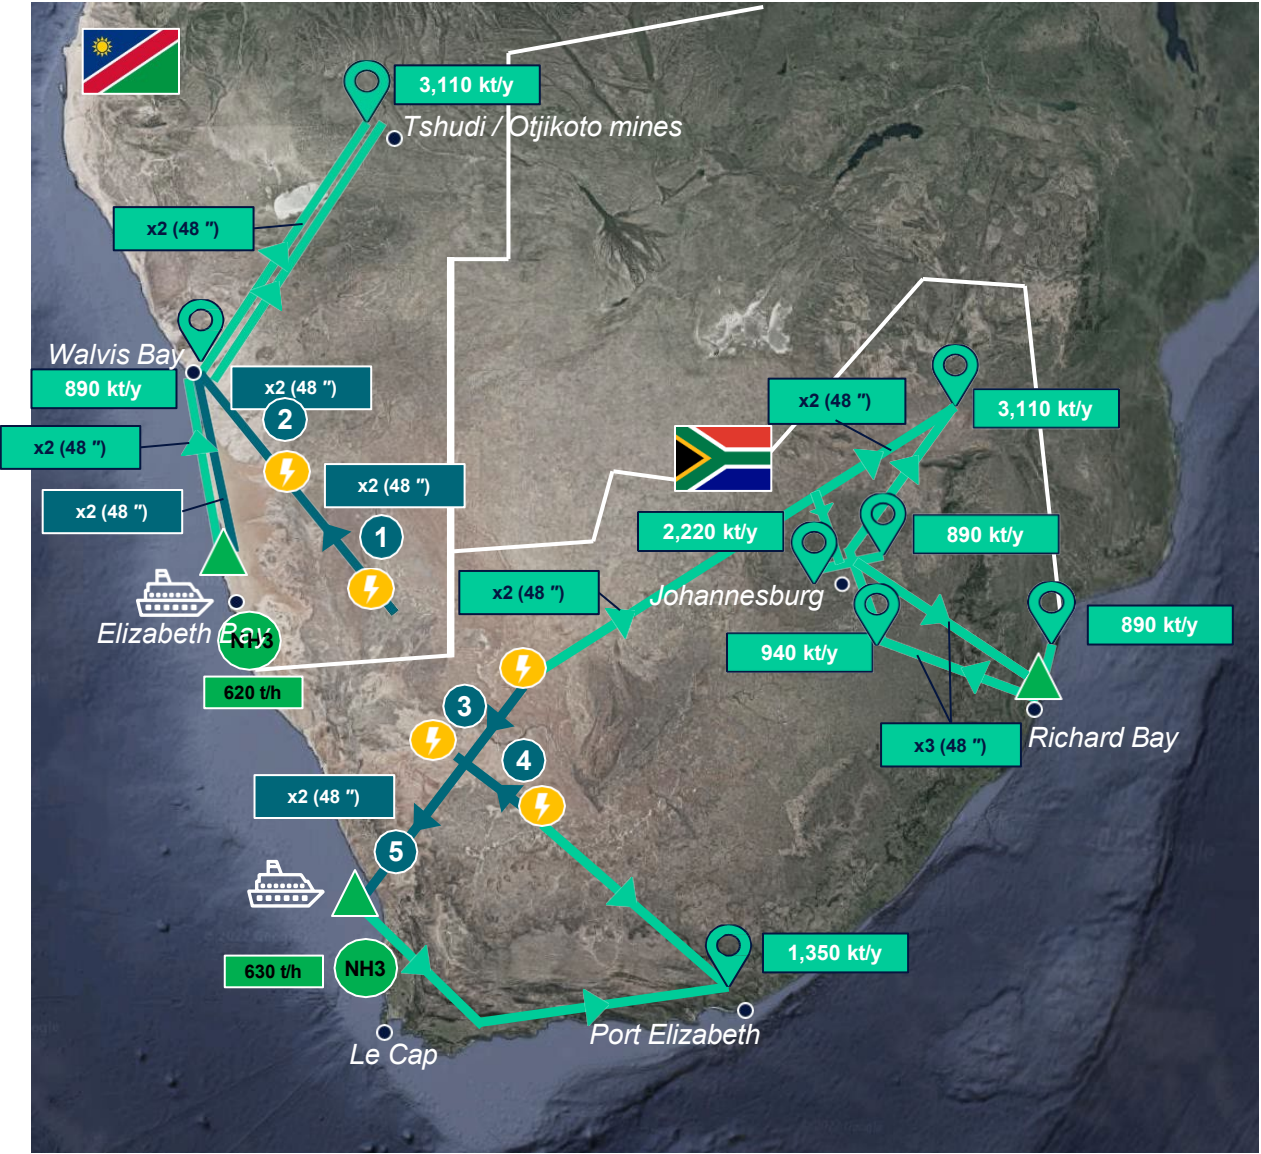 3,110 kt/y
Tshudi / Otjikoto mines
x2 (48 ″)
Walvis Bay
890 kt/y
x2 (48 ″)
2
x2 (48 ″)
x2 (48 ″)
x2 (48 ″)
1
Elizabeth Bay
NH3
620 t/h
x2 (48 ″)
3,110 kt/y
2,220 kt/y
890 kt/y
x2 (48 ″)
Johannesburg
940 kt/y
890 kt/y
x3 (48 ″)
Richard Bay
3
4
x2 (48 ″)
5
630 t/h
NH3
1,350 kt/y
Port Elizabeth
Le Cap